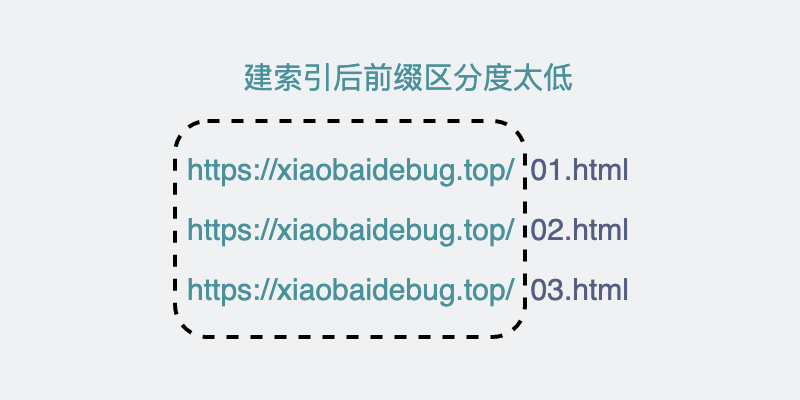 建索引后前缀区分度太低
https://xiaobaidebug.top/ 01.html
https://xiaobaidebug.top/ 02.html
https://xiaobaidebug.top/ 03.html